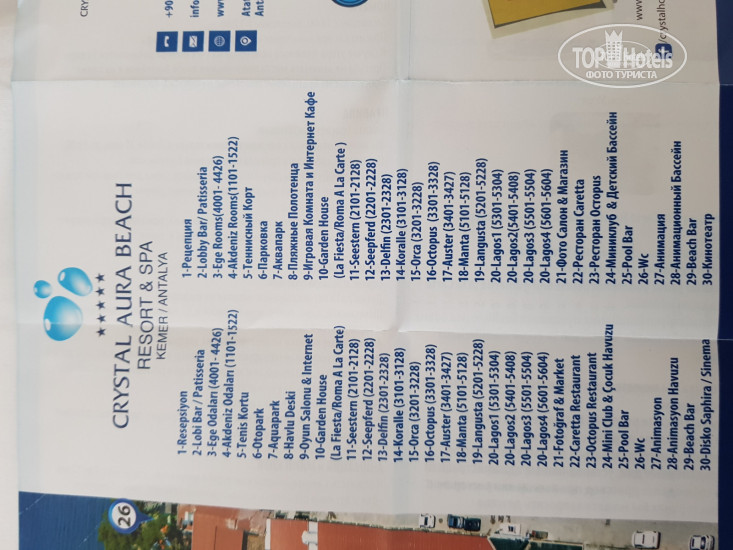 CRYSTAL AURA BEACH
RESORT & SPA
KEMER / ANTALYA
1-Resepsiyon
2-Lobi Bar / Patisseria
3-Ege Odaları (4001- 4426)
4-Akdeniz Odaları (1101-1522)
5-Tenis Kortu
6-Otopark
7-Aquapark
8-Havlu Deski
9-Oyun Salonu & Internet
10-Garden House
(La Fiesta/Roma A La Carte)
11-Seestern (2101-2128)
12-Seepferd (2201-2228)
13-Delfin (2301-2328)
14-Koralle (3101-3128)
15-Orca (3201-3228)
16-Octopus (3301-3328)
17-Auster (3401-3427)
18-Manta (5101-5128)
19-Langusta (5201-5228)
20-Lagos1 (5301-5304)
20-Lagos2 (5401-5408)
20-Lagos3 (5501-5504)
20-Lagos4 (5601-5604)
21-Fotoğraf & Market
22-Caretta Restaurant
23-Octopus Restaurant
24-Mini Club & Çocuk Havuzu
25-Pool Bar
26-Wc
27-Animasyon
28-Animasyon Havuzu
29-Beach Bar
30-Disko Saphira / Sinema
1-Рецепция
2-Lobby Bar/ Patisseria
3-Ege Rooms(4001- 4426)
4-Akdeniz Rooms(1101-1522)
5-Теннисный Корт
6-Парковка
7-Аквапарк
8-Пляжные Полотенца
9-Игровая Комната и Интернет Кафе
10-Garden House
(La Fiesta/Roma A La Carte )
11-Seestern (2101-2128)
12-Seepferd (2201-2228)
13-Delfin (2301-2328)
14-Koralle (3101-3128)
15-Orca (3201-3228)
16-Octopus (3301-3328)
17-Auster (3401-3427)
18-Manta (5101-5128)
19-Langusta (5201-5228)
20-Lagos1 (5301-5304)
20-Lagos2(5401-5408)
20-Lagos3 (5501-5504)
20-Lagos4 (5601-5604)
21-Фото Салон & Магазин
22-Ресторан Caretta
23-Ресторан Octopus
24-Миниклуб & Детский Бассейн
25-Pool Bar
26-Wc
27-Анимация
28-Анимационный Бассейн
29-Beach Bar
30-Кинотеатр
26
CRY
+90
info
www
Ata
Ant
www.
/crystalho
TOP Hotels
ФОТО ТУРИСТА